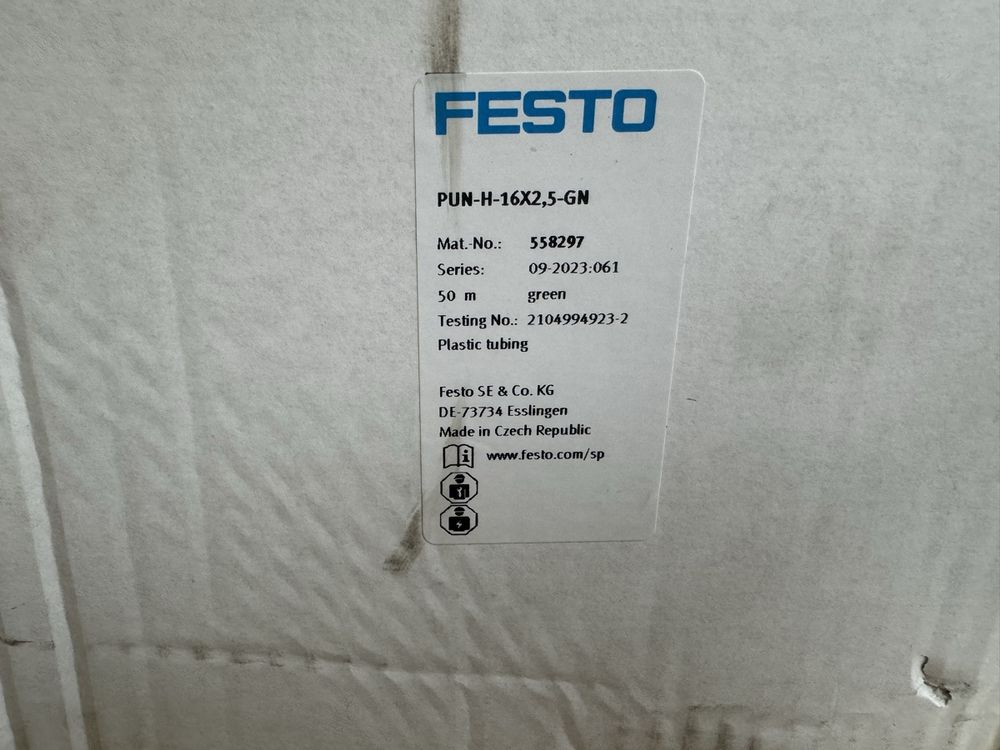 FESTO
PUN-H-16X2,5-GN
Mat.-No.: 558297
Series: 09-2023:061
50 m green
Testing No.: 2104994923-2
Plastic tubing
Festo SE & Co. KG
DE-73734 Esslingen
Made in Czech Republic
www.festo.com/sp